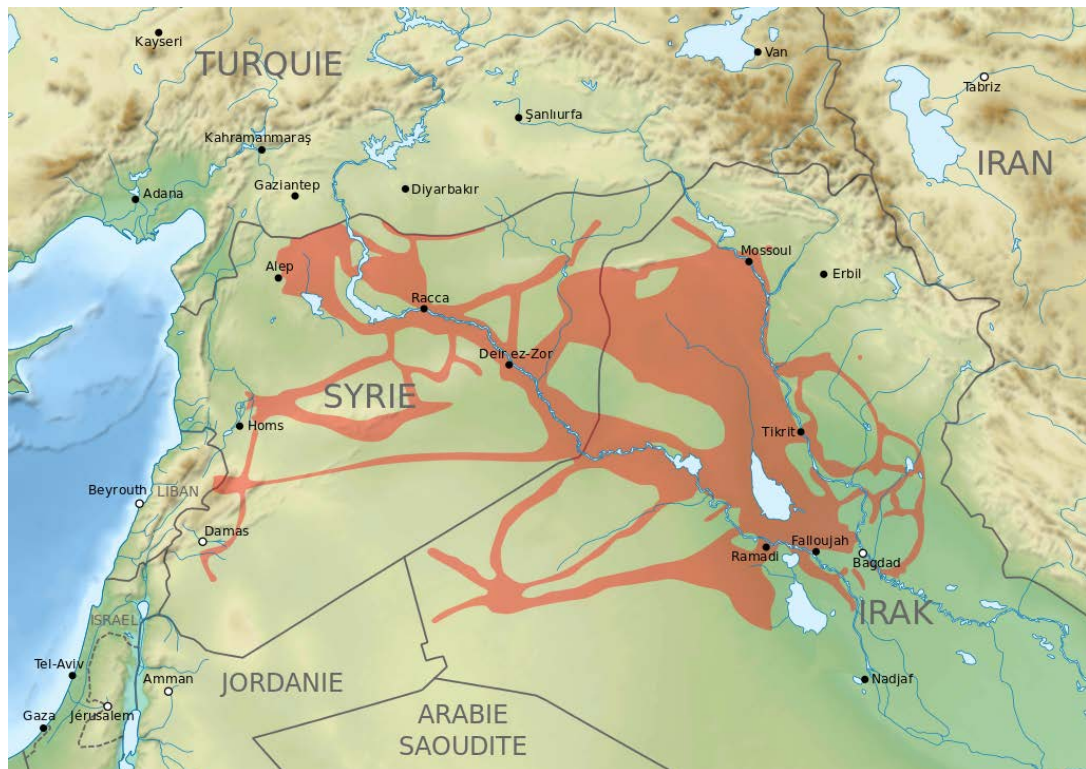 Kayseri
TURQUIE
Van
Tabriz
Şanlıurfa
Kahramanmaraş
IRAN
Gaziantep
Diyarbakır
Adana
Mossoul
Erbil
Alep
Racca
Deir ez-Zor
SYRIE
Homs
Tikrit
Beyrouth
LIBAN
Damas
Ramadi
Falloujah
Bagdad
IRAK
ISRAEL
Tel-Aviv
Amman
JORDANIE
Nadjaf
Jérusalem
Gaza
ARABIE
SAOUDITE